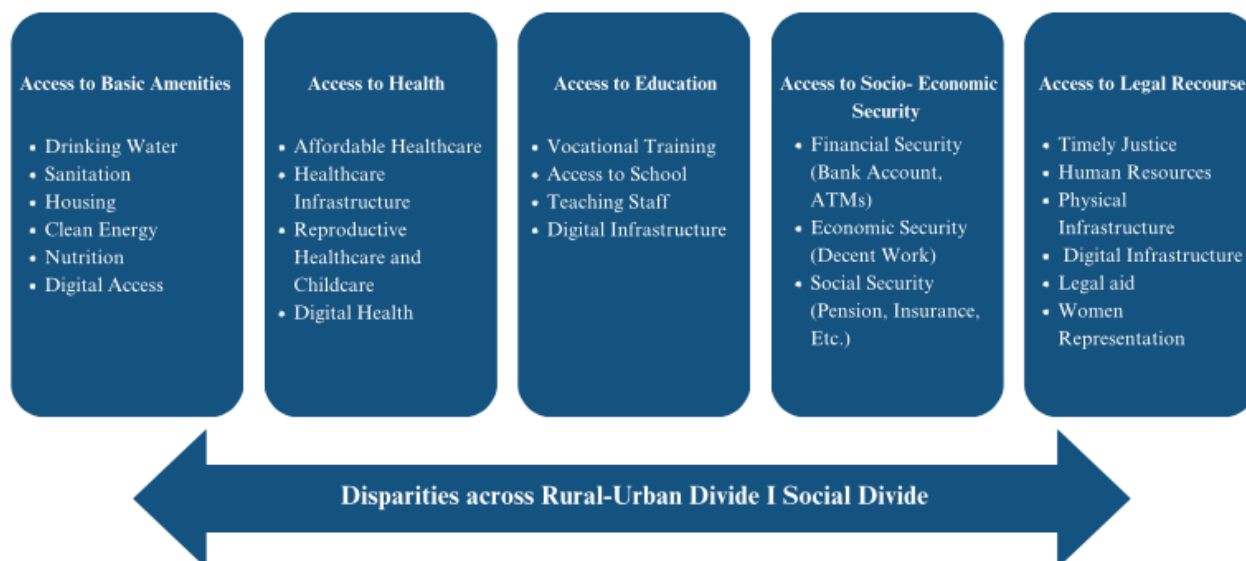 Access to Basic Amenities
• Drinking Water
• Sanitation
• Housing
• Clean Energy
• Nutrition
• Digital Access
Access to Health
• Affordable Healthcare
• Healthcare
Infrastructure
• Reproductive
Healthcare and
Childcare
• Digital Health
Access to Education
• Vocational Training
• Access to School
• Teaching Staff
• Digital Infrastructure
Access to Socio- Economic
Security
• Financial Security
(Bank Account,
ATMs)
• Economic Security
(Decent Work)
• Social Security
(Pension, Insurance,
Etc.)
Access to Legal Recourse
• Timely Justice
• Human Resources
• Physical
Infrastructure
• Digital Infrastructure
• Legal aid
• Women
Representation
Disparities across Rural-Urban Divide I Social Divide